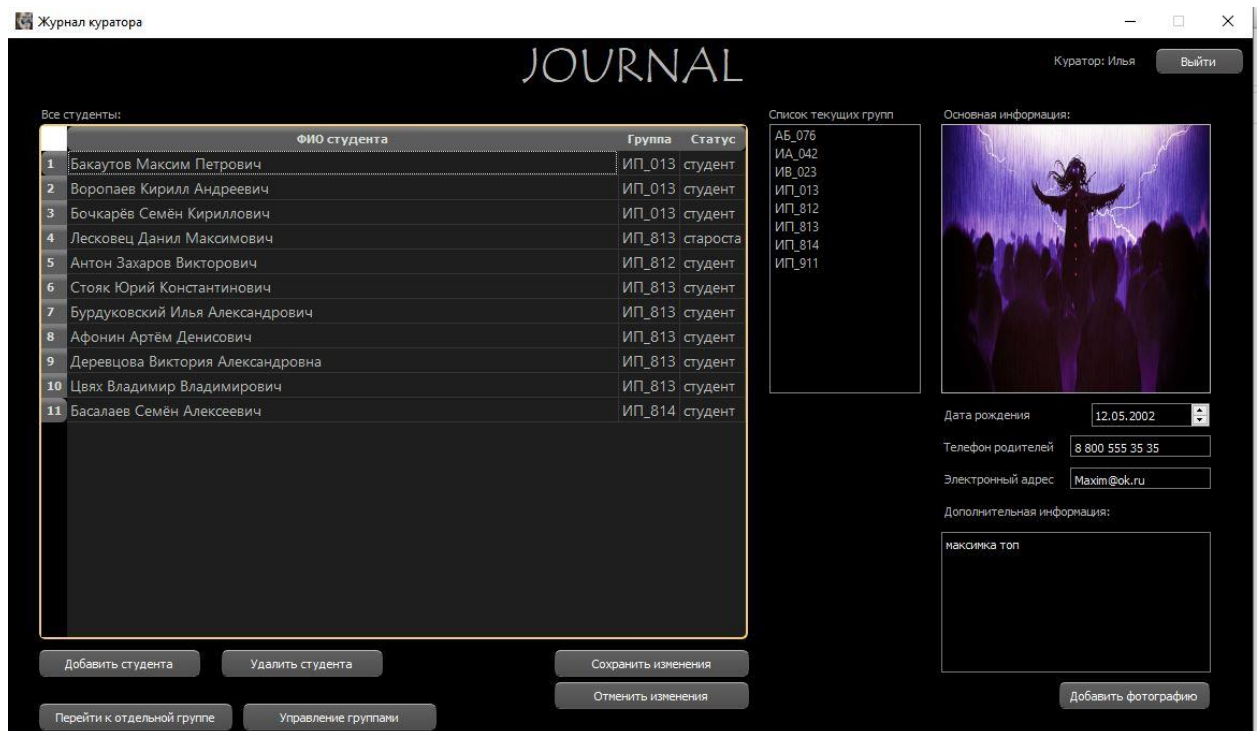 Журнал куратора
JOURNAL
Куратор: Илья
Выйти
Все студенты:
ФИО студента Группа Статус
1 Бакаутов Максим Петрович ИП_013 студент
2 Воропаев Кирилл Андреевич ИП_013 студент
3 Бочкарёв Семён Кириллович ИП_013 студент
4 Лесковец Данил Максимович ИП_813 староста
5 Антон Захаров Викторович ИП_812 студент
6 Стояк Юрий Константинович ИП_813 студент
7 Бурдуковский Илья Александрович ИП_813 студент
8 Афонин Артём Денисович ИП_813 студент
9 Деревцова Виктория Александровна ИП_813 студент
10 Цвях Владимир Владимирович ИП_813 студент
11 Басалаев Семён Алексеевич ИП_814 студент
Добавить студента
Удалить студента
Сохранить изменения
Отменить изменения
Перейти к отдельной группе
Управление группами
Список текущих групп
АБ_076
ИА_042
ИВ_023
ИП_013
ИП_812
ИП_813
ИП_814
ИП_911
Основная информация:
Дата рождения 12.05.2002
Телефон родителей 8 800 555 35 35
Электронный адрес Maxim@ok.ru
Дополнительная информация:
максимка топ
Добавить фотографию